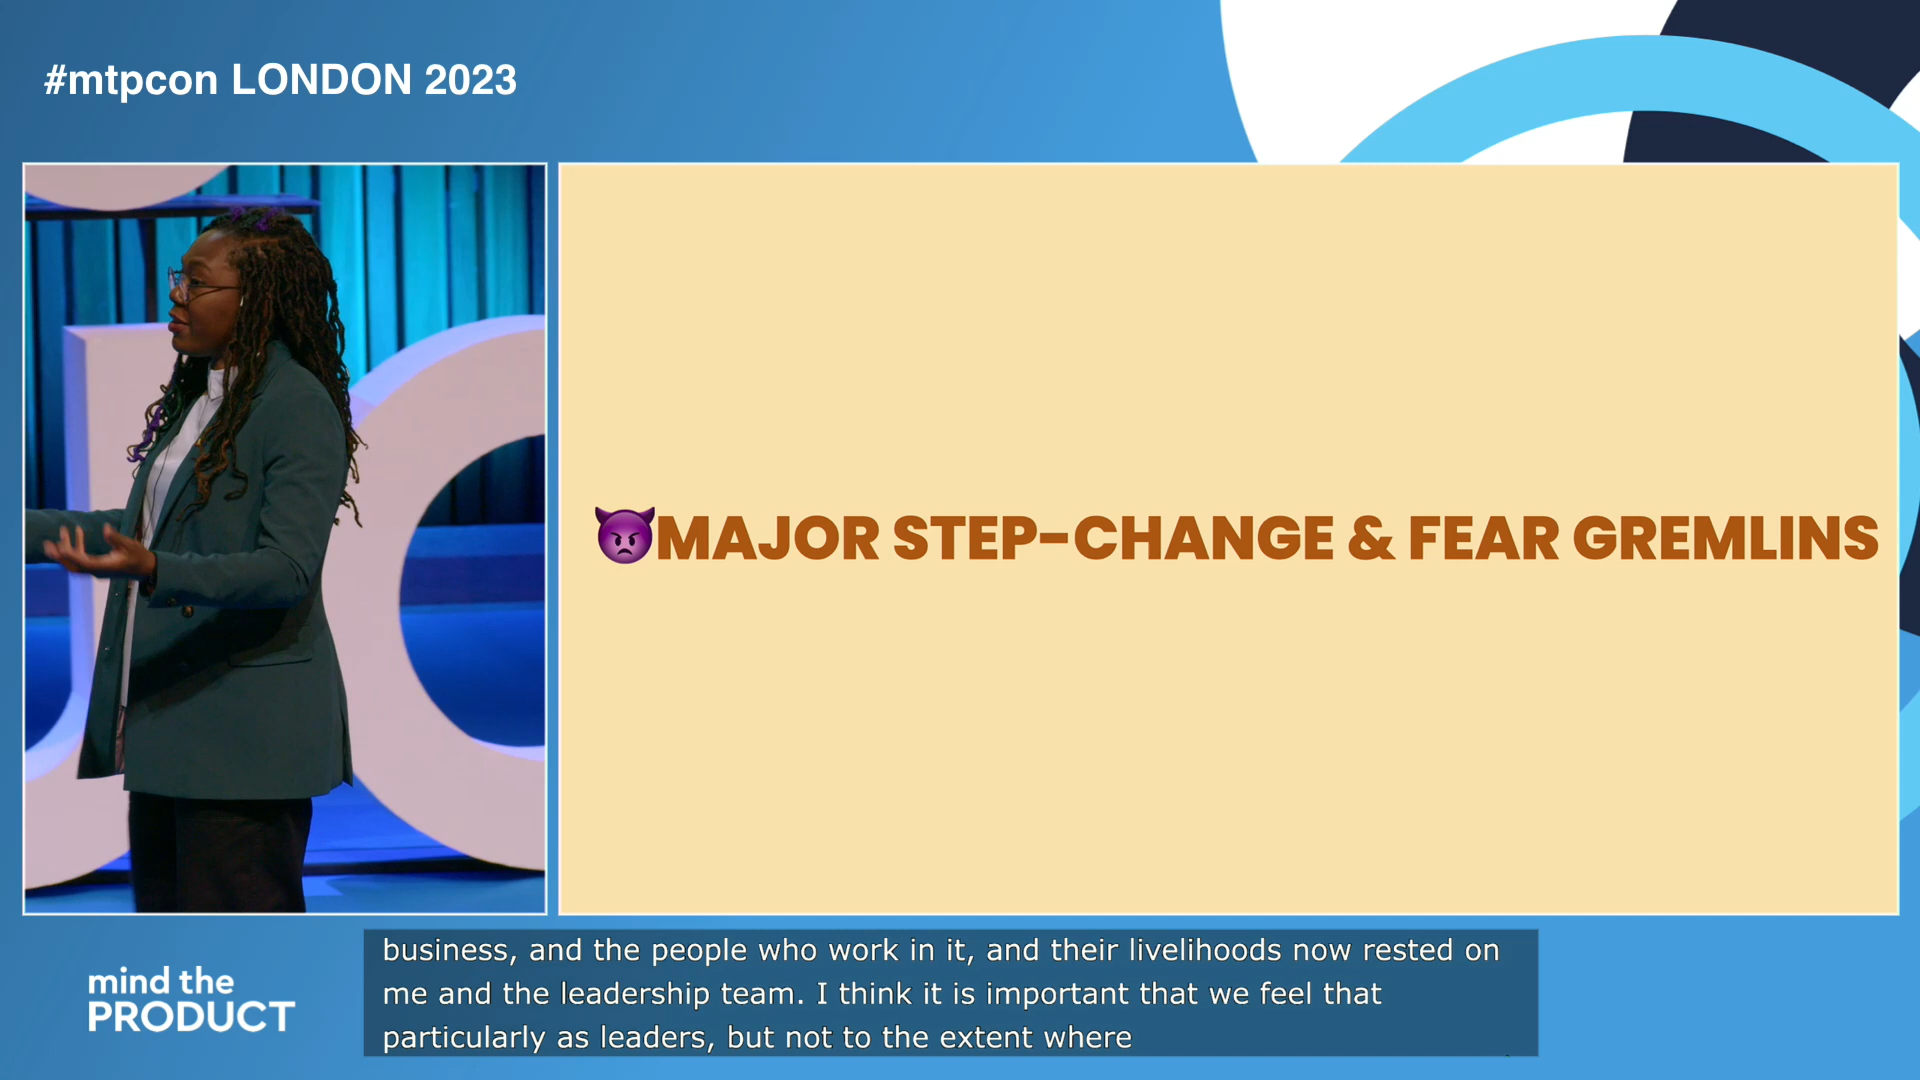 #mtpcon LONDON 2023
😈MAJOR STEP-CHANGE & FEAR GREMLINS
business, and the people who work in it, and their livelihoods now rested on
me and the leadership team. I think it is important that we feel that
particularly as leaders, but not to the extent where
mind the
PRODUCT